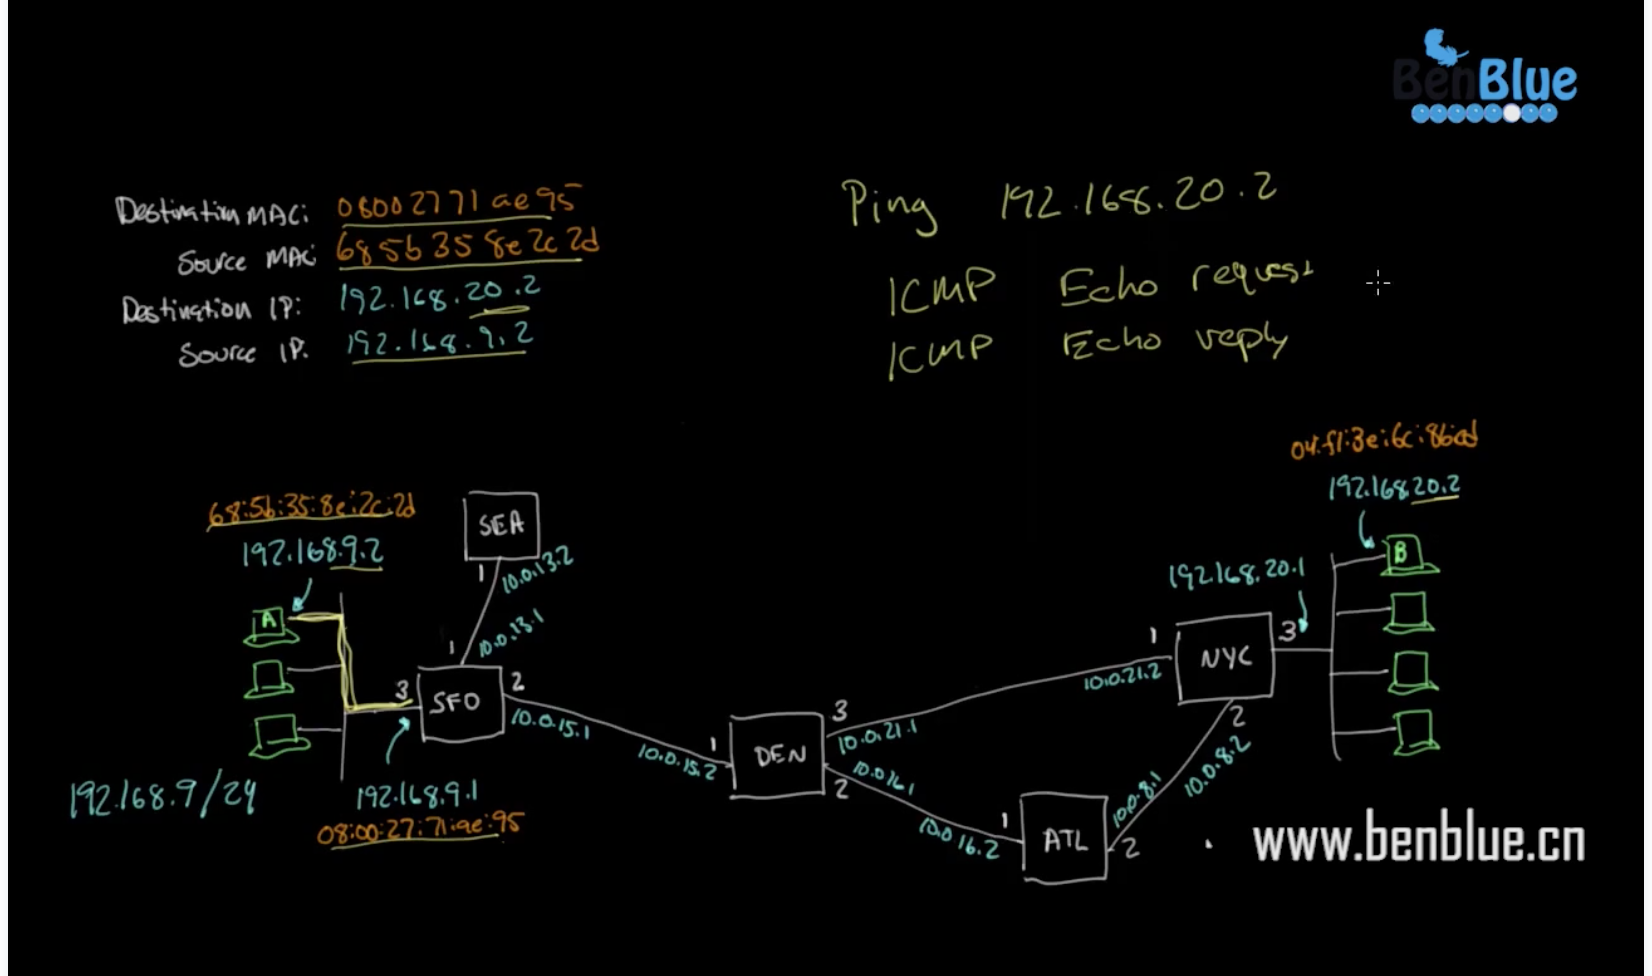 BenBlue
Destination MAC: 08002771ae95
Source MAC: 685b358e2c2d
Destination IP: 192.168.20.2
Source IP: 192.168.9.2
Ping 192.168.20.2
ICMP Echo request
ICMP Echo reply
04:f1:3e:6c:86:cd
192.168.20.2
68:5b:35:8e:2c:2d
192.168.9.2
SEA
1
10.0.13.2
B
192.168.20.1
A
10.0.13.1
1
1
3
NYC
10.0.21.2
3
SFO
2
10.0.15.1
2
3
10.0.21.1
1
10.0.15.2
DEN
10.0.8.2
10.0.16.1
2
192.168.9/24
192.168.9.1
10.0.8.1
08:00:27:71:ae:95
1
10.0.16.2
ATL
2
www.benblue.cn